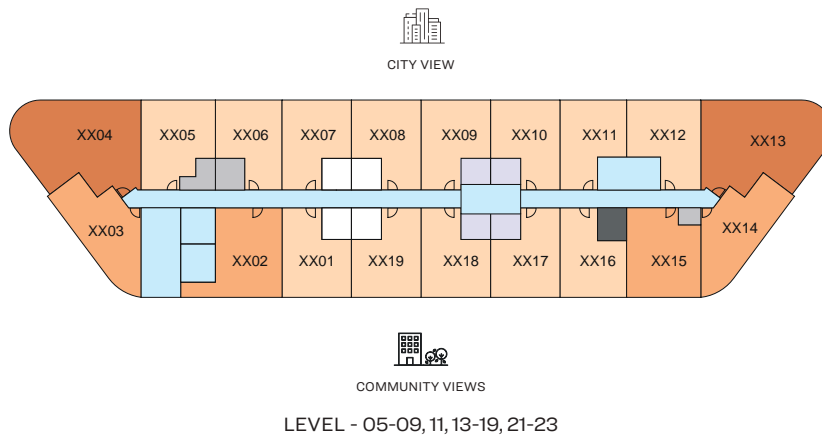 CITY VIEW
XX04 XX05 XX06 XX07 XX08 XX09 XX10 XX11 XX12 XX13
XX03 XX02 XX01 XX19 XX18 XX17 XX16 XX15 XX14
COMMUNITY VIEWS
LEVEL - 05-09, 11, 13-19, 21-23